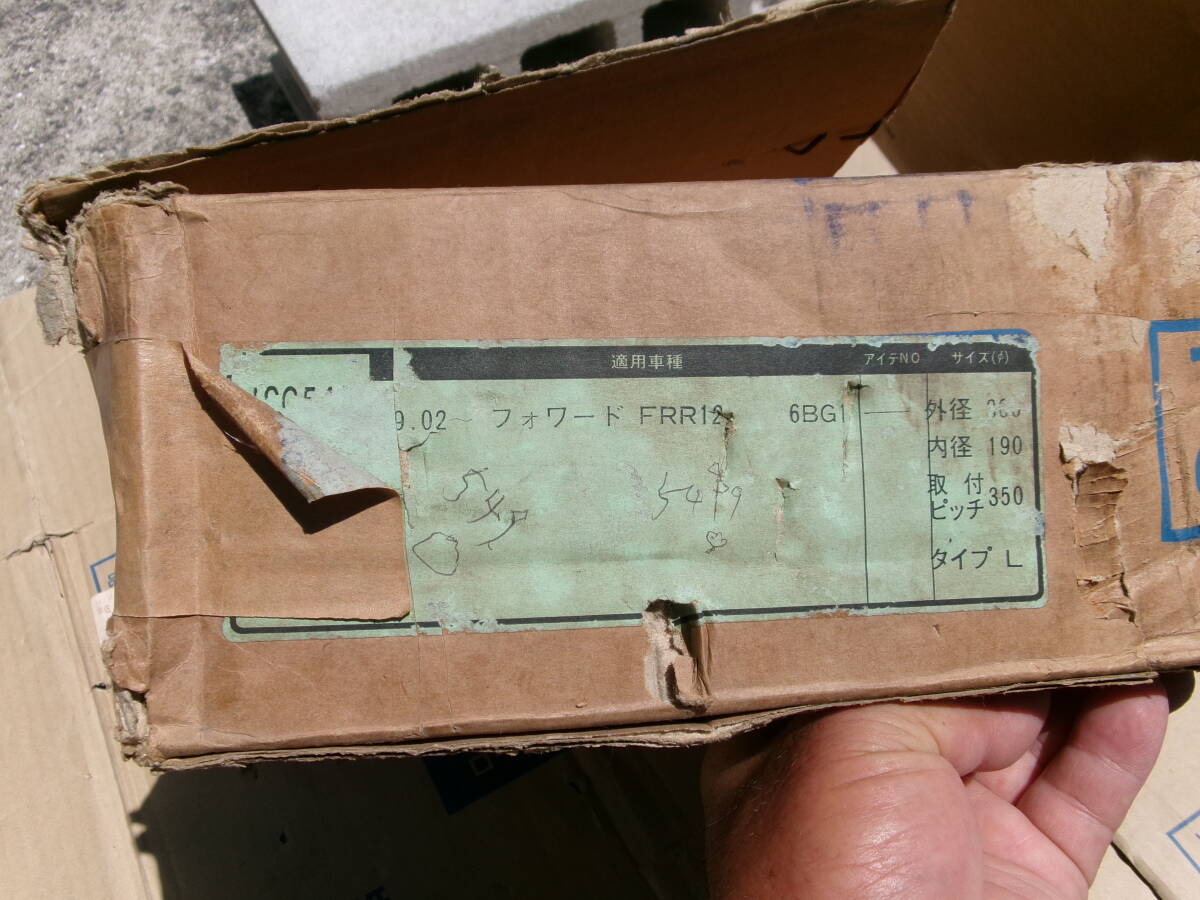 適用車種 アイテNO サイズ(φ)
9.02～ フォワード FRR12 6BG1 ── 外径
内径 190
取付ピッチ 350
タイプ L
5479